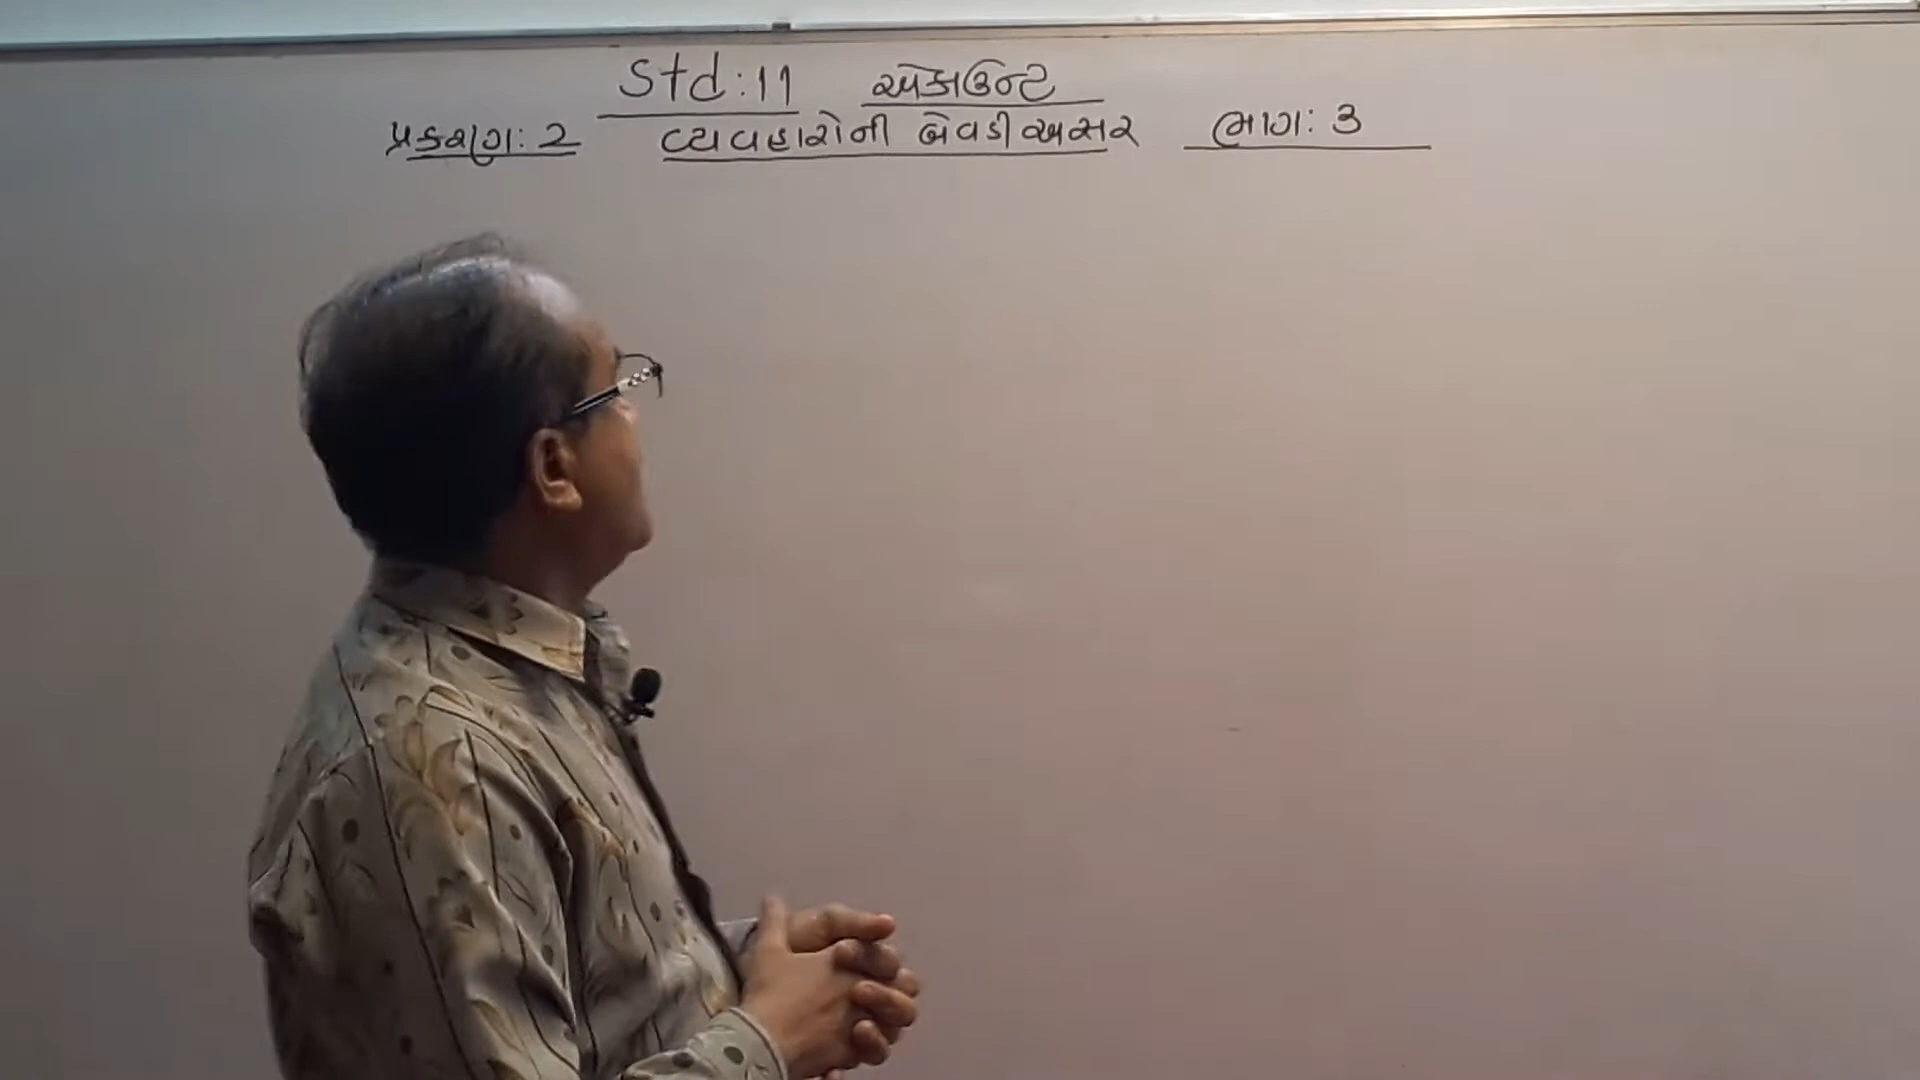 Std : 11 એકાઉન્ટ
પ્રકરણ : 2 વ્યવહારોની બેવડી અસર ભાગ : 3